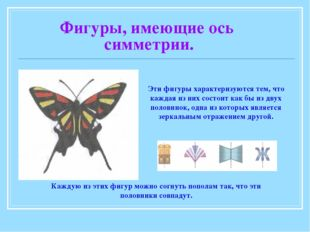 Фигуры, имеющие ось
симметрии.
Эти фигуры характеризуются тем, что
каждая из них состоит как бы из двух
половинок, одна из которых является
зеркальным отражением другой.
Каждую из этих фигур можно согнуть пополам так, что эти
половинки совпадут.